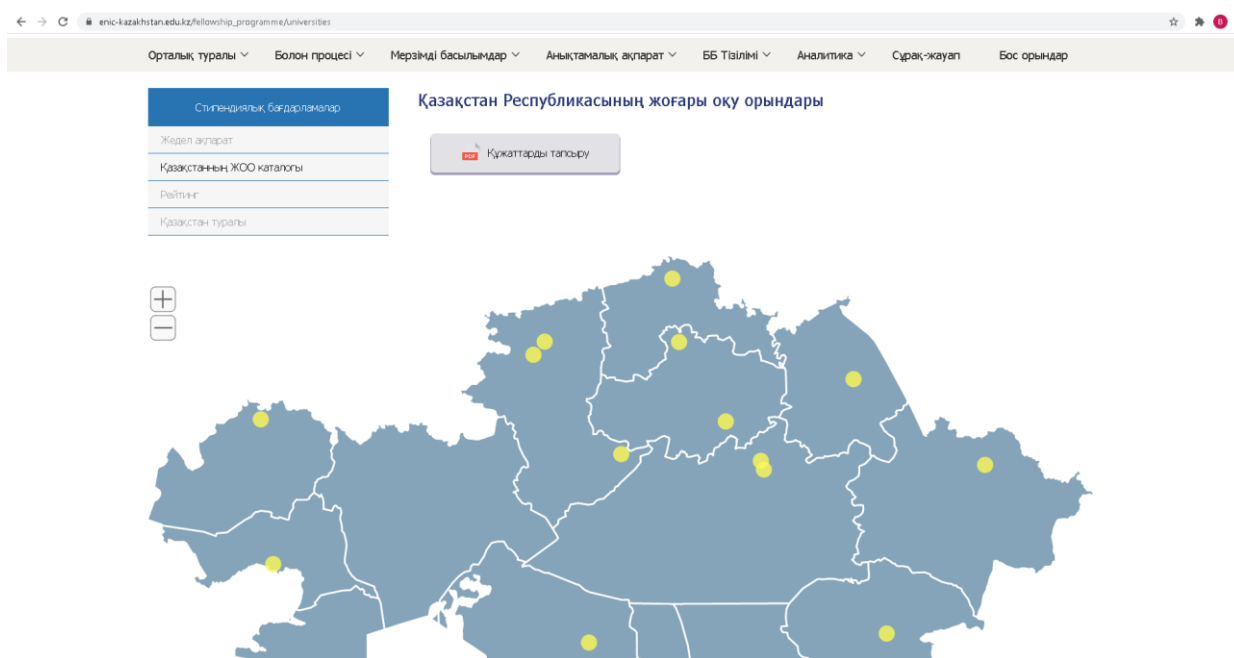 enic-kazakhstan.edu.kz/fellowship_programme/universities
B
Орталық туралы Болон процесі Мерзімді басылымдар Анықтамалық ақпарат ББ Тізілімі Аналитика Сұрақ-жауап Бос орындар
Стипендиялық бағдарламалар
Жедел ақпарат
Қазақстанның ЖОО каталогы
Рейтинг
Қазақстан туралы
Қазақстан Республикасының жоғары оқу орындары
PDF Құжаттарды тапсыру